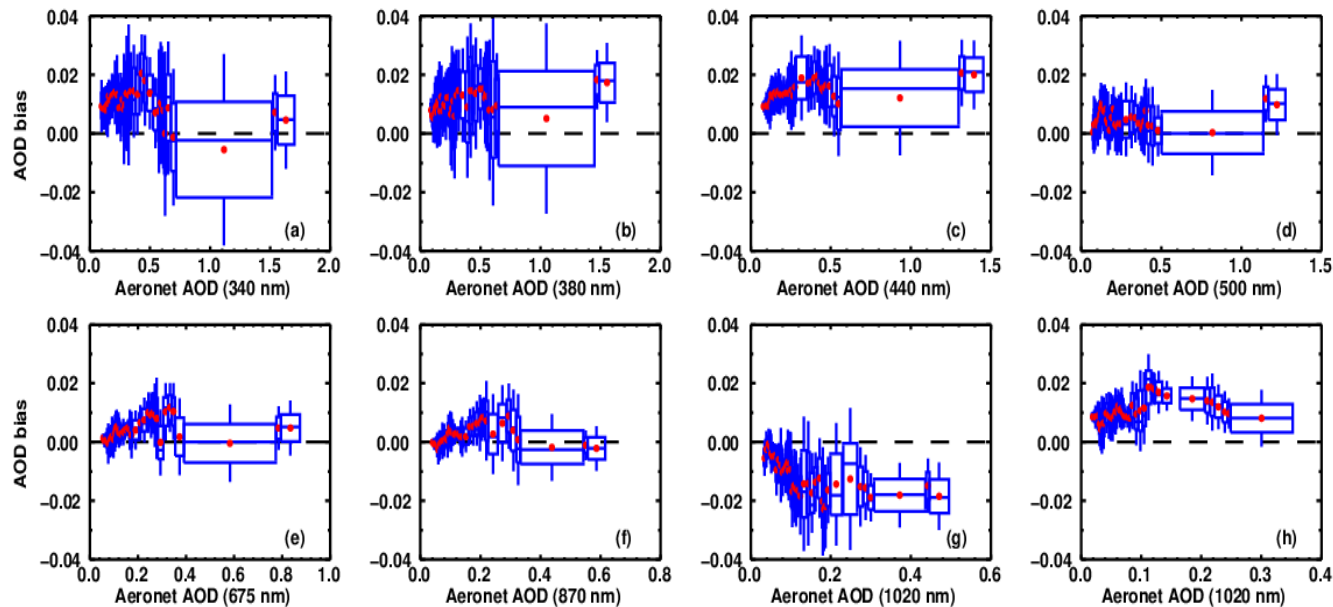 0.04 0.04 0.04 0.04
0.02 0.02 0.02 0.02
AOD bias 0.00 0.00 0.00 0.00
−0.02 −0.02 −0.02 −0.02
(a) (b) (c) (d)
−0.04 −0.04 −0.04 −0.04
0.0 0.5 1.0 1.5 2.0 0.0 0.5 1.0 1.5 2.0 0.0 0.5 1.0 1.5 0.0 0.5 1.0 1.5
Aeronet AOD (340 nm) Aeronet AOD (380 nm) Aeronet AOD (440 nm) Aeronet AOD (500 nm)
0.04 0.04 0.04 0.04
0.02 0.02 0.02 0.02
AOD bias 0.00 0.00 0.00 0.00
−0.02 −0.02 −0.02 −0.02
(e) (f) (g) (h)
−0.04 −0.04 −0.04 −0.04
0.0 0.2 0.4 0.6 0.8 1.0 0.0 0.2 0.4 0.6 0.8 0.0 0.2 0.4 0.6 0.0 0.1 0.2 0.3 0.4
Aeronet AOD (675 nm) Aeronet AOD (870 nm) Aeronet AOD (1020 nm) Aeronet AOD (1020 nm)